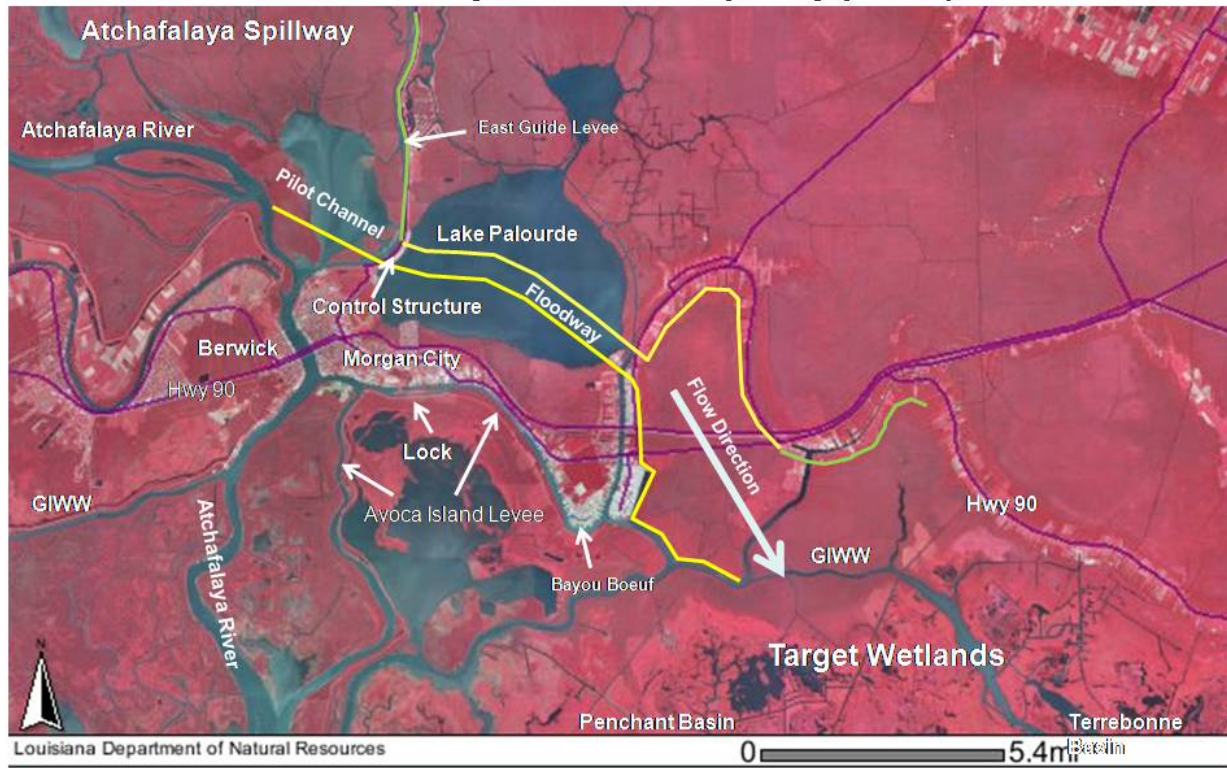 Atchafalaya Spillway
Atchafalaya River
East Guide Levee
Pilot Channel
Lake Palourde
Control Structure
Floodway
Berwick
Morgan City
Hwy 90
Flow Direction
Lock
GIWW
Avoca Island Levee
Hwy 90
Atchafalaya River
GIWW
Bayou Boeuf
Target Wetlands
N
Penchant Basin
Terrebonne
Basin
Louisiana Department of Natural Resources
0
5.4mi